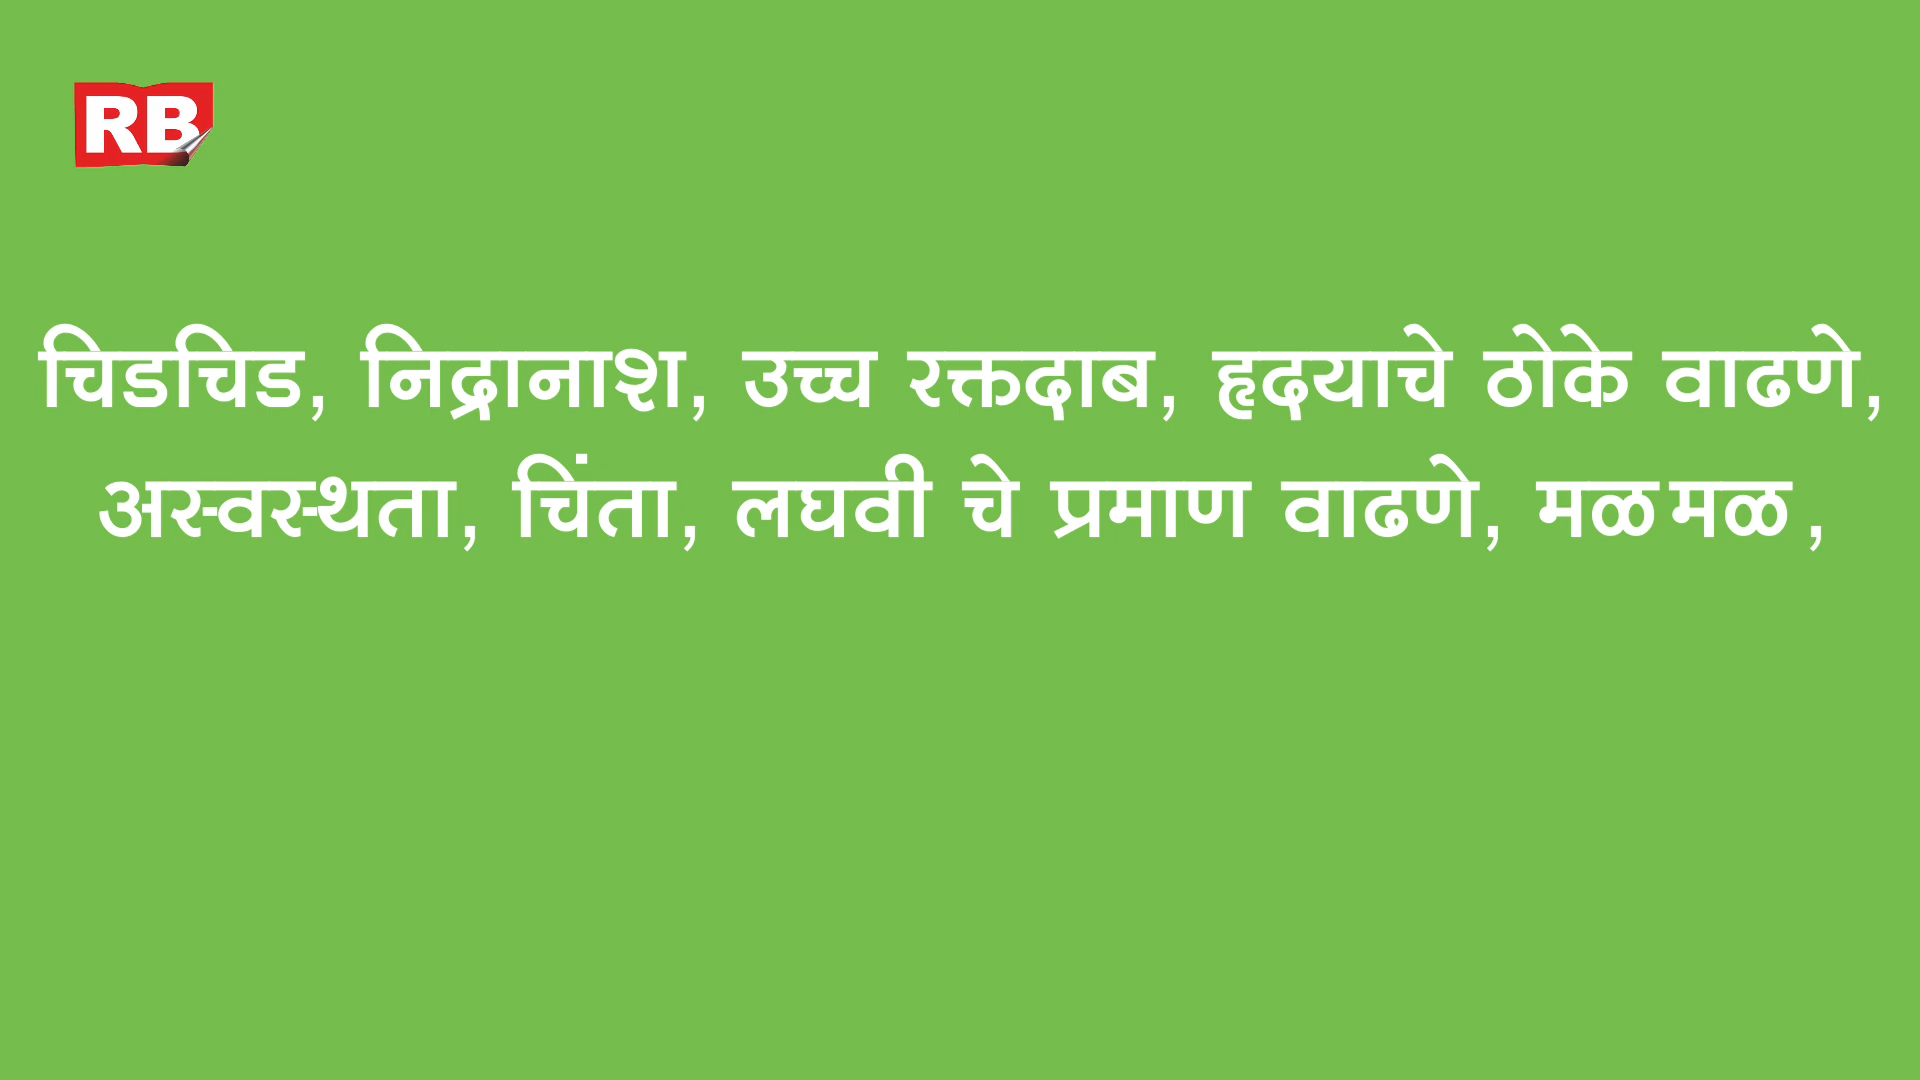 RB
चिडचिड, निद्रानाश, उच्च रक्तदाब, हृदयाचे ठोके वाढणे,
अस्वस्थता, चिंता, लघवी चे प्रमाण वाढणे, मळमळ ,